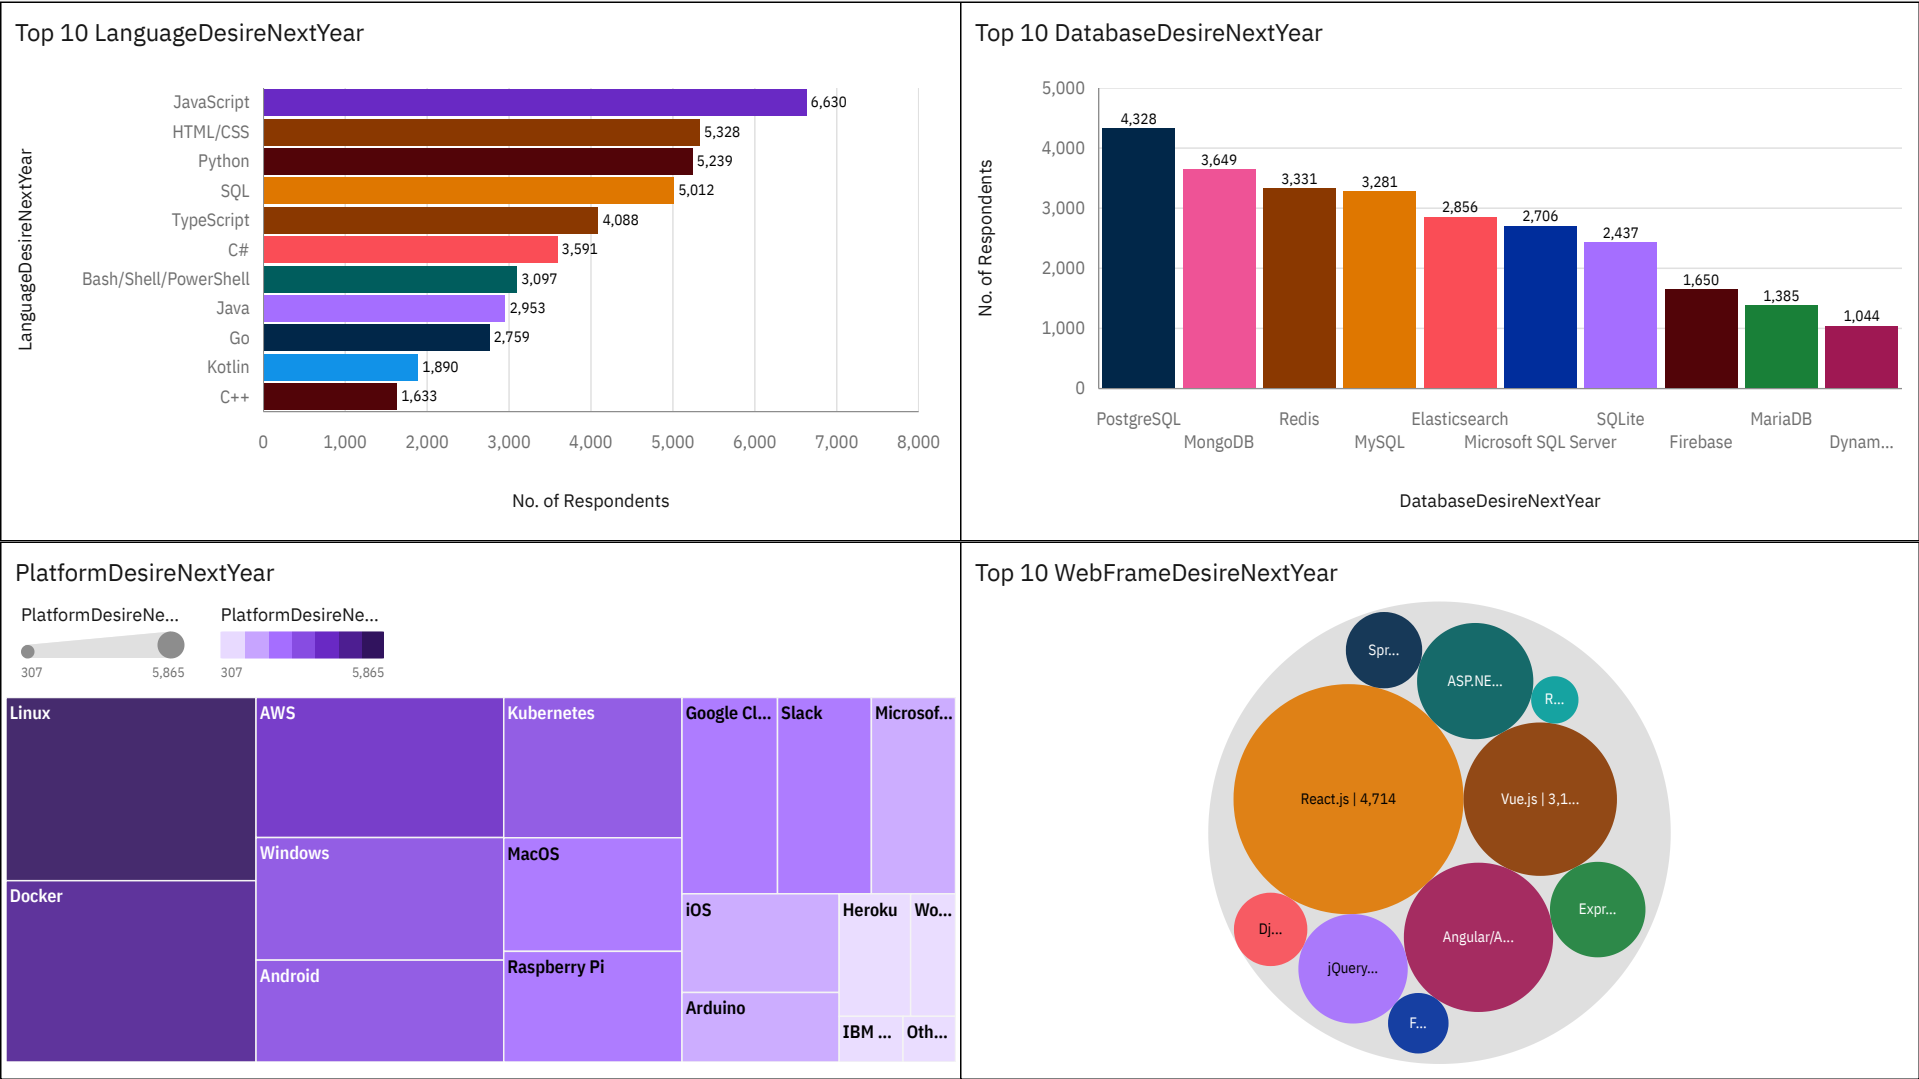 Top 10 LanguageDesireNextYear
LanguageDesireNextYear
JavaScript 6,630
HTML/CSS 5,328
Python 5,239
SQL 5,012
TypeScript 4,088
C# 3,591
Bash/Shell/PowerShell 3,097
Java 2,953
Go 2,759
Kotlin 1,890
C++ 1,633
0 1,000 2,000 3,000 4,000 5,000 6,000 7,000 8,000
No. of Respondents
Top 10 DatabaseDesireNextYear
No. of Respondents
5,000
4,000
3,000
2,000
1,000
0
4,328 3,649 3,331 3,281 2,856 2,706 2,437 1,650 1,385 1,044
PostgreSQL Redis Elasticsearch SQLite MariaDB
MongoDB MySQL Microsoft SQL Server Firebase Dynam...
DatabaseDesireNextYear
PlatformDesireNextYear
PlatformDesireNe... PlatformDesireNe...
307 5,865 307 5,865
Linux AWS Kubernetes Google Cl... Slack Microsof...
Windows MacOS
Docker iOS Heroku Wo...
Android Raspberry Pi
Arduino IBM ... Oth...
Top 10 WebFrameDesireNextYear
Spr...
ASP.NE...
R...
React.js | 4,714
Vue.js | 3,1...
Expr...
Dj...
Angular/A...
jQuery...
F...